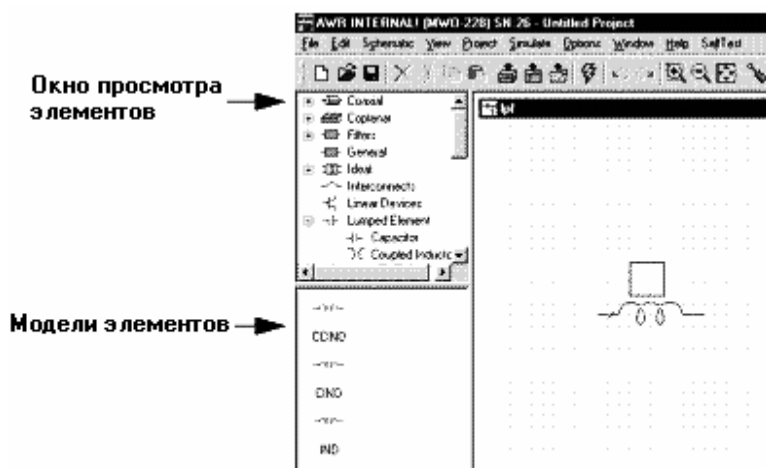 AWR INTERNAL! (MWO-228) SN 26 - Untitled Project
File Edit Schematic View Project Simulate Options Window Help SelfTest
Окно просмотра
элементов
Coaxial
Coplanar
Filters
General
Ideal
Interconnects
Linear Devices
Lumped Element
Capacitor
Coupled Inducto
lpf
Модели элементов
IND